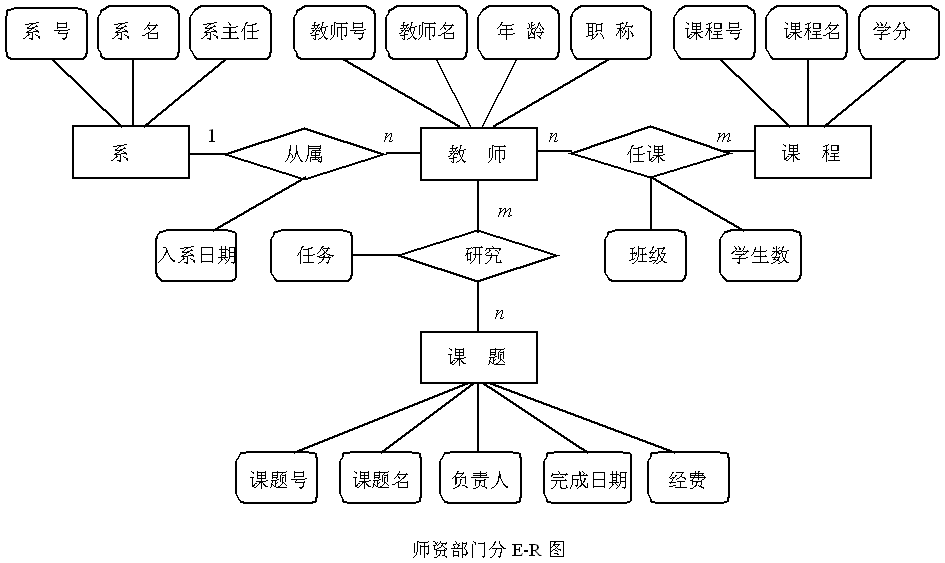 系 号 系 名 系主任 教师号 教师名 年 龄 职 称 课程号 课程名 学分
系 1 从属 n 教 师 n 任课 m 课 程
m
入系日期 任务 研究 班级 学生数
n
课 题
课题号 课题名 负责人 完成日期 经费
师资部门分 E-R 图